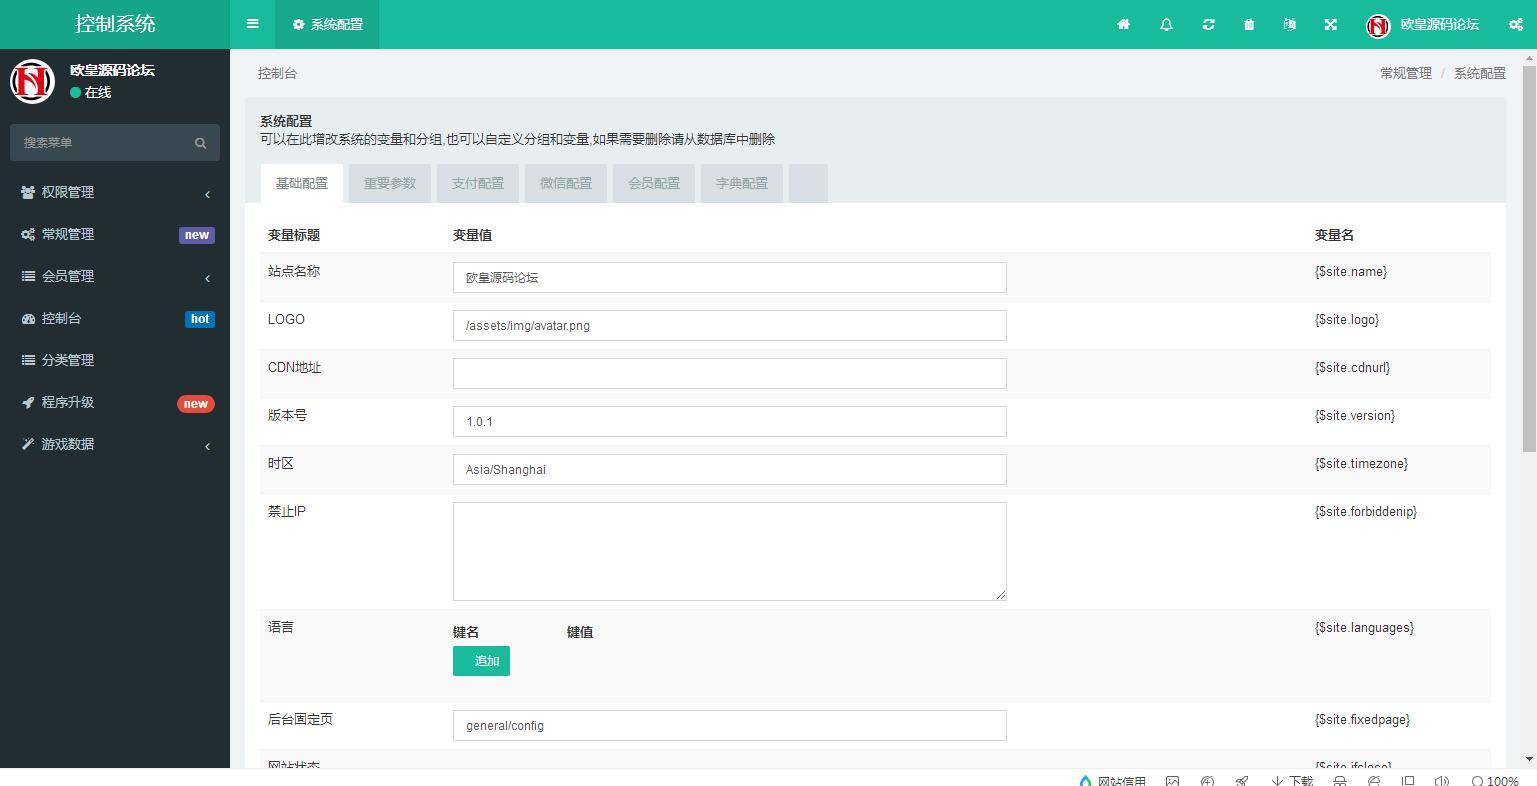 控制系统
系统配置
欧皇源码论坛
欧皇源码论坛
在线
搜索菜单
权限管理
常规管理 new
会员管理
控制台 hot
分类管理
程序升级 new
游戏数据
控制台
常规管理 / 系统配置
系统配置
可以在此增改系统的变量和分组,也可以自定义分组和变量,如果需要删除请从数据库中删除
基础配置 重要参数 支付配置 微信配置 会员配置 字典配置
变量标题 变量值 变量名
站点名称 欧皇源码论坛 {$site.name}
LOGO /assets/img/avatar.png {$site.logo}
CDN地址 {$site.cdnurl}
版本号 1.0.1 {$site.version}
时区 Asia/Shanghai {$site.timezone}
禁止IP {$site.forbiddenip}
语言 键名 键值 {$site.languages}
追加
后台固定页 general/config {$site.fixedpage}
网站状态 {$site.ifclose}
网站信用 下载 100%